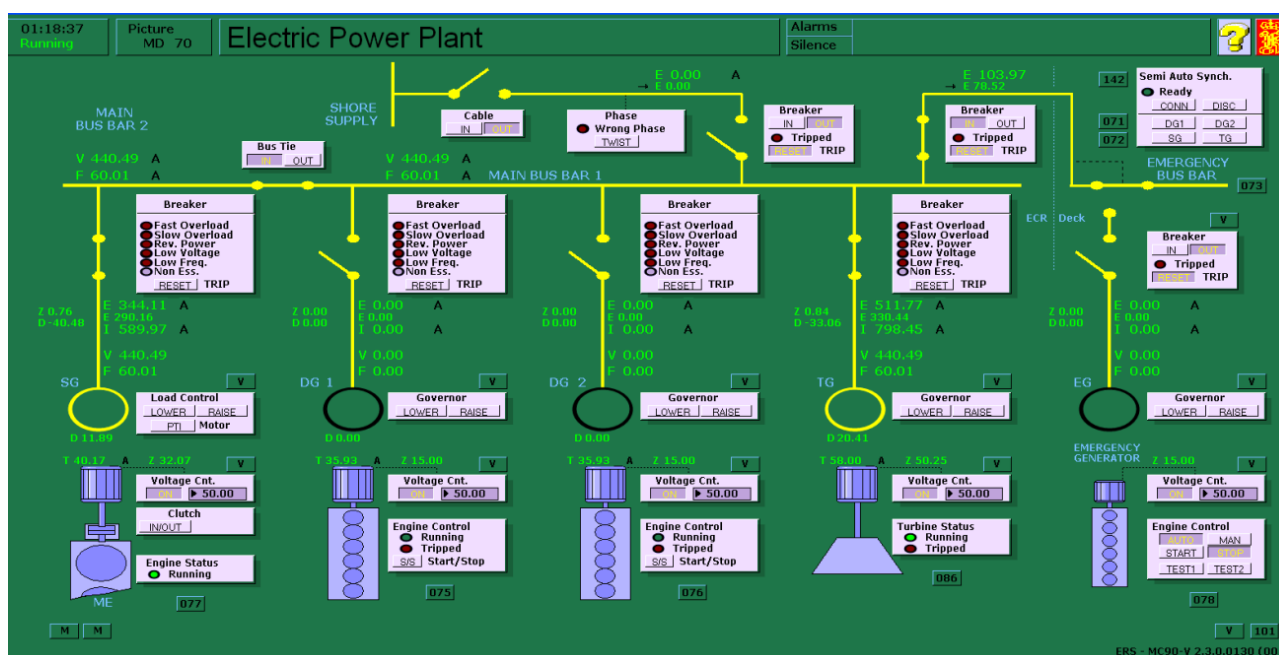 01:18:37
Running
Picture
MD 70
Electric Power Plant
Alarms
Silence
MAIN
BUS BAR 2
SHORE
SUPPLY
Cable
IN OUT
E 0.00 A
→ E 0.00
Phase
Wrong Phase
TWIST
Breaker
IN OUT
Tripped
RESET TRIP
E 103.97
→ E 78.52
Breaker
IN OUT
Tripped
RESET TRIP
142
071
072
Semi Auto Synch.
Ready
CONN DISC
DG1 DG2
SG TG
Bus Tie
IN OUT
V 440.49 A
F 60.01 A
V 440.49 A
F 60.01 A
MAIN BUS BAR 1
EMERGENCY
BUS BAR
073
ECR Deck
V
Breaker
Fast Overload
Slow Overload
Rev. Power
Low Voltage
Low Freq.
Non Ess.
RESET TRIP
Breaker
Fast Overload
Slow Overload
Rev. Power
Low Voltage
Low Freq.
Non Ess.
RESET TRIP
Breaker
Fast Overload
Slow Overload
Rev. Power
Low Voltage
Low Freq.
Non Ess.
RESET TRIP
Breaker
Fast Overload
Slow Overload
Rev. Power
Low Voltage
Low Freq.
Non Ess.
RESET TRIP
Breaker
IN OUT
Tripped
RESET TRIP
Z 0.76
D -40.48
E 344.11 A
E 290.16
I 589.97 A
V 440.49
F 60.01
Z 0.00
D 0.00
E 0.00 A
E 0.00
I 0.00 A
V 0.00
F 0.00
Z 0.00
D 0.00
E 0.00 A
E 0.00
I 0.00 A
V 0.00
F 0.00
Z 0.84
D -33.06
E 511.77 A
E 330.44
I 798.45 A
V 440.49
F 60.01
Z 0.00
D 0.00
E 0.00 A
E 0.00
I 0.00 A
V 0.00
F 0.00
SG
V
Load Control
LOWER RAISE
PTI Motor
D 11.89
DG 1
V
Governor
LOWER RAISE
D 0.00
DG 2
V
Governor
LOWER RAISE
D 0.00
TG
V
Governor
LOWER RAISE
D 20.41
EG
V
Governor
LOWER RAISE
EMERGENCY
GENERATOR
T 40.17 A Z 32.07 V
Voltage Cnt.
ON 50.00
Clutch
IN/OUT
Engine Status
Running
ME
077
T 35.93 A Z 15.00 V
Voltage Cnt.
ON 50.00
Engine Control
Running
Tripped
S/S Start/Stop
075
T 35.93 A Z 15.00 V
Voltage Cnt.
ON 50.00
Engine Control
Running
Tripped
S/S Start/Stop
076
T 58.00 A Z 50.25 V
Voltage Cnt.
ON 50.00
Turbine Status
Running
Tripped
086
Z 15.00 V
Voltage Cnt.
ON 50.00
Engine Control
AUTO MAN
START STOP
TEST1 TEST2
078
M M
V 101
ERS - MC90-V 2.3.0.0130 (00